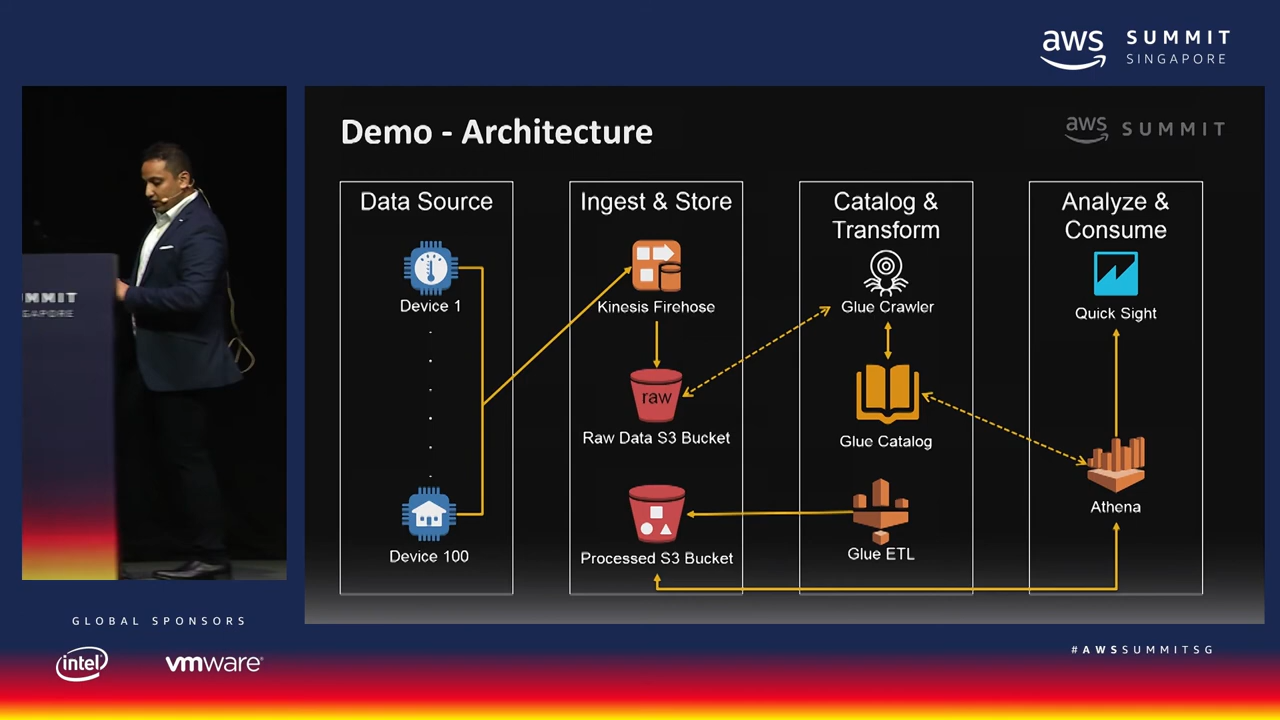 aws SUMMIT
SINGAPORE
Demo - Architecture
aws SUMMIT
Data Source
Device 1
Device 100
Ingest & Store
Kinesis Firehose
raw
Raw Data S3 Bucket
Processed S3 Bucket
Catalog &
Transform
Glue Crawler
Glue Catalog
Glue ETL
Analyze &
Consume
Quick Sight
Athena
UMMIT
GAPORE
GLOBAL SPONSORS
intel
vmware
#AWSSUMMITSG